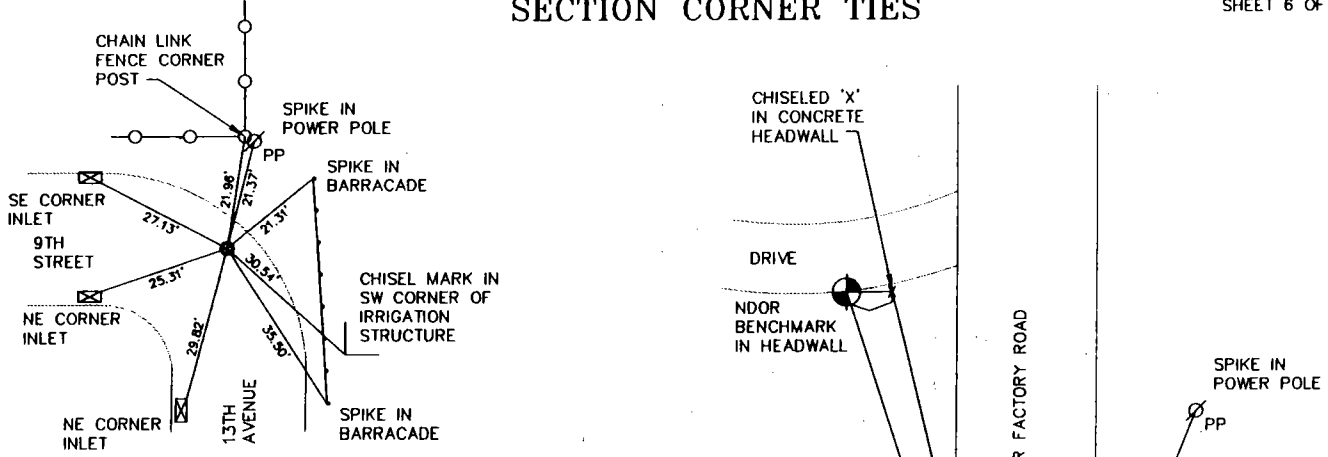 SECTION CORNER TIES
SHEET 6 OF
CHAIN LINK
FENCE CORNER
POST
SPIKE IN
POWER POLE
PP
SPIKE IN
BARRACADE
SE CORNER
INLET
9TH
STREET
NE CORNER
INLET
NE CORNER
INLET
13TH
AVENUE
21.96'
21.37'
27.13'
21.31'
25.31'
30.54'
29.82'
35.50'
CHISEL MARK IN
SW CORNER OF
IRRIGATION
STRUCTURE
SPIKE IN
BARRACADE
CHISELED 'X'
IN CONCRETE
HEADWALL
DRIVE
NDOR
BENCHMARK
IN HEADWALL
R FACTORY ROAD
SPIKE IN
POWER POLE
PP